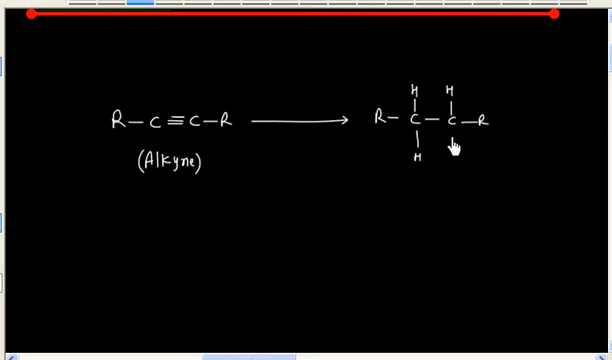 H H
R – C ≡ C – R ⟶ R – C – C – R
(Alkyne) H